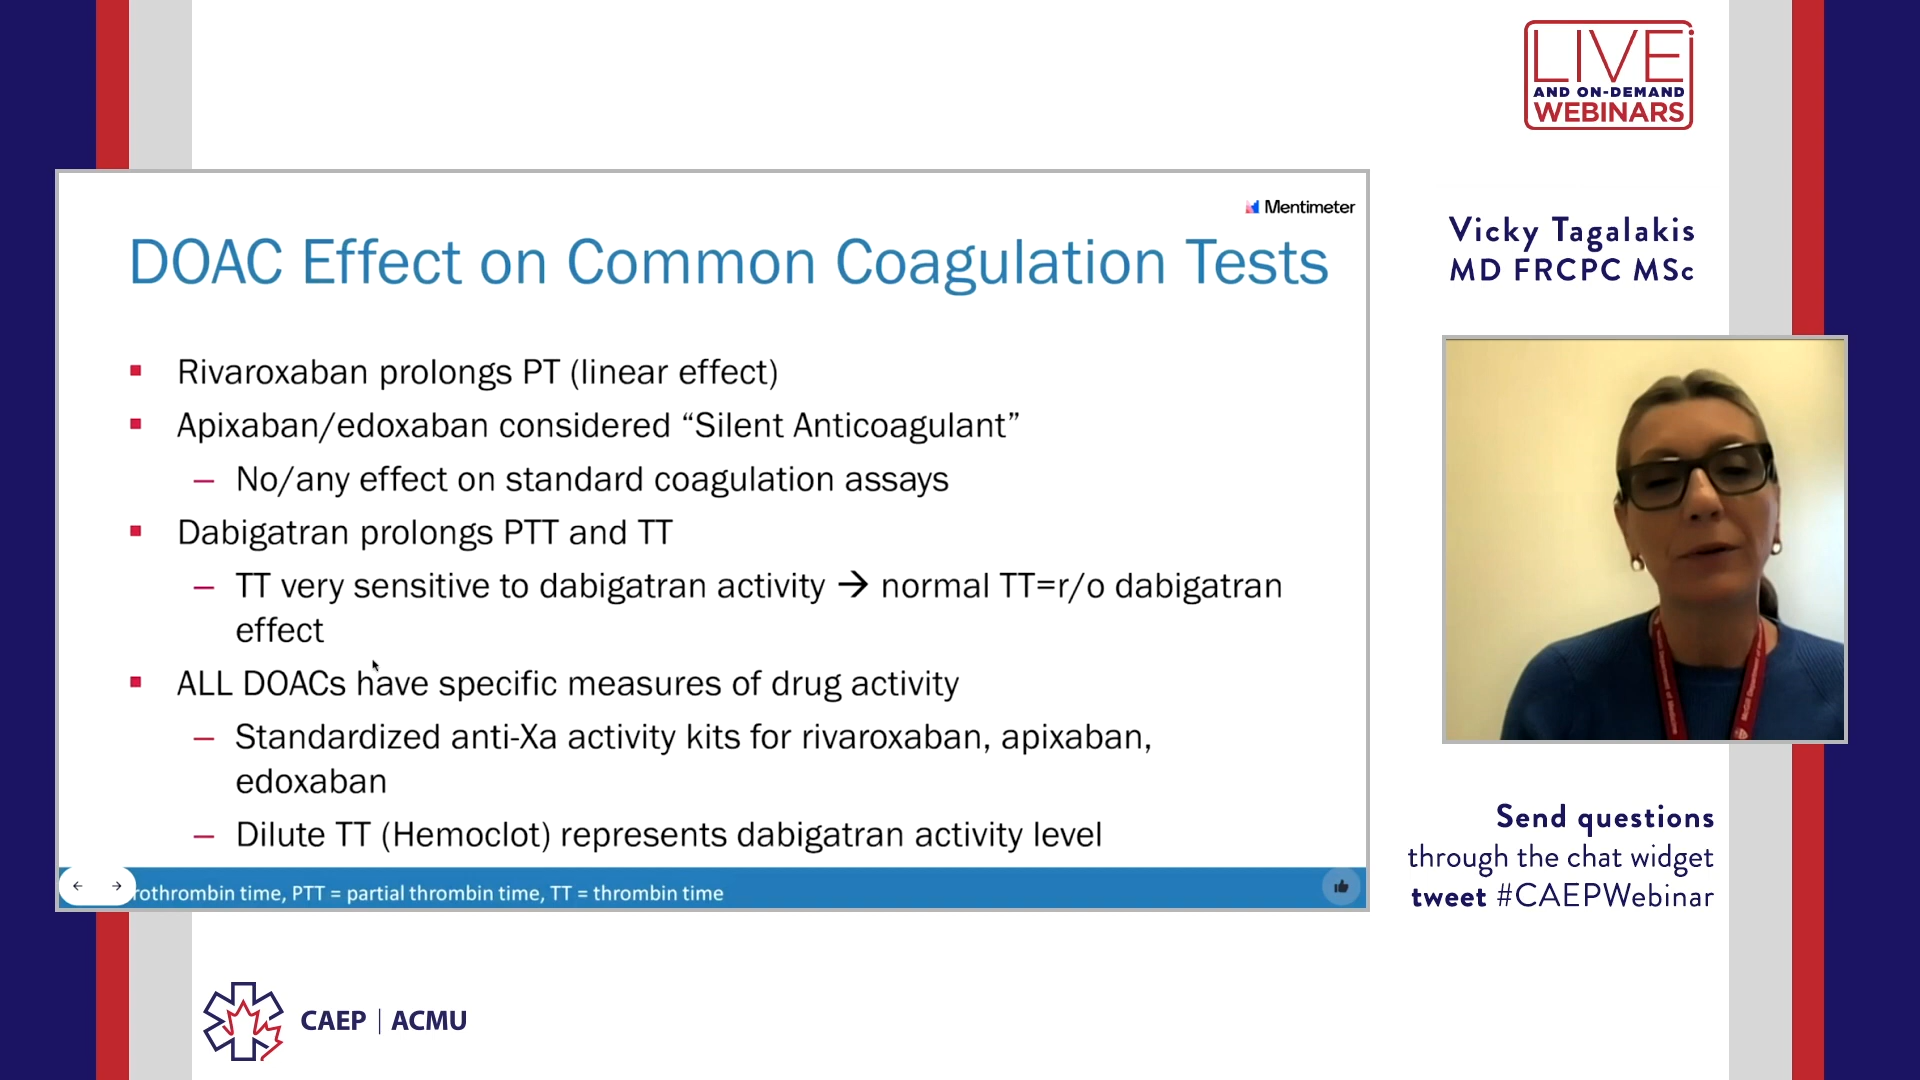 LIVE
AND ON-DEMAND
WEBINARS
Mentimeter
DOAC Effect on Common Coagulation Tests
Rivaroxaban prolongs PT (linear effect)
Apixaban/edoxaban considered “Silent Anticoagulant”
– No/any effect on standard coagulation assays
Dabigatran prolongs PTT and TT
– TT very sensitive to dabigatran activity → normal TT=r/o dabigatran
effect
ALL DOACs have specific measures of drug activity
– Standardized anti-Xa activity kits for rivaroxaban, apixaban,
edoxaban
– Dilute TT (Hemoclot) represents dabigatran activity level
rothrombin time, PTT = partial thrombin time, TT = thrombin time
Vicky Tagalakis
MD FRCPC MSc
Send questions
through the chat widget
tweet #CAEPWebinar
CAEP | ACMU